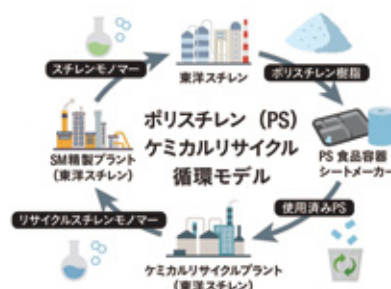 スチレンモノマー
東洋スチレン
ポリスチレン樹脂
ポリスチレン（PS）
ケミカルリサイクル
循環モデル
SM精製プラント
（東洋スチレン）
PS 食品容器
シートメーカー
リサイクルスチレンモノマー
使用済みPS
ケミカルリサイクルプラント
（東洋スチレン）